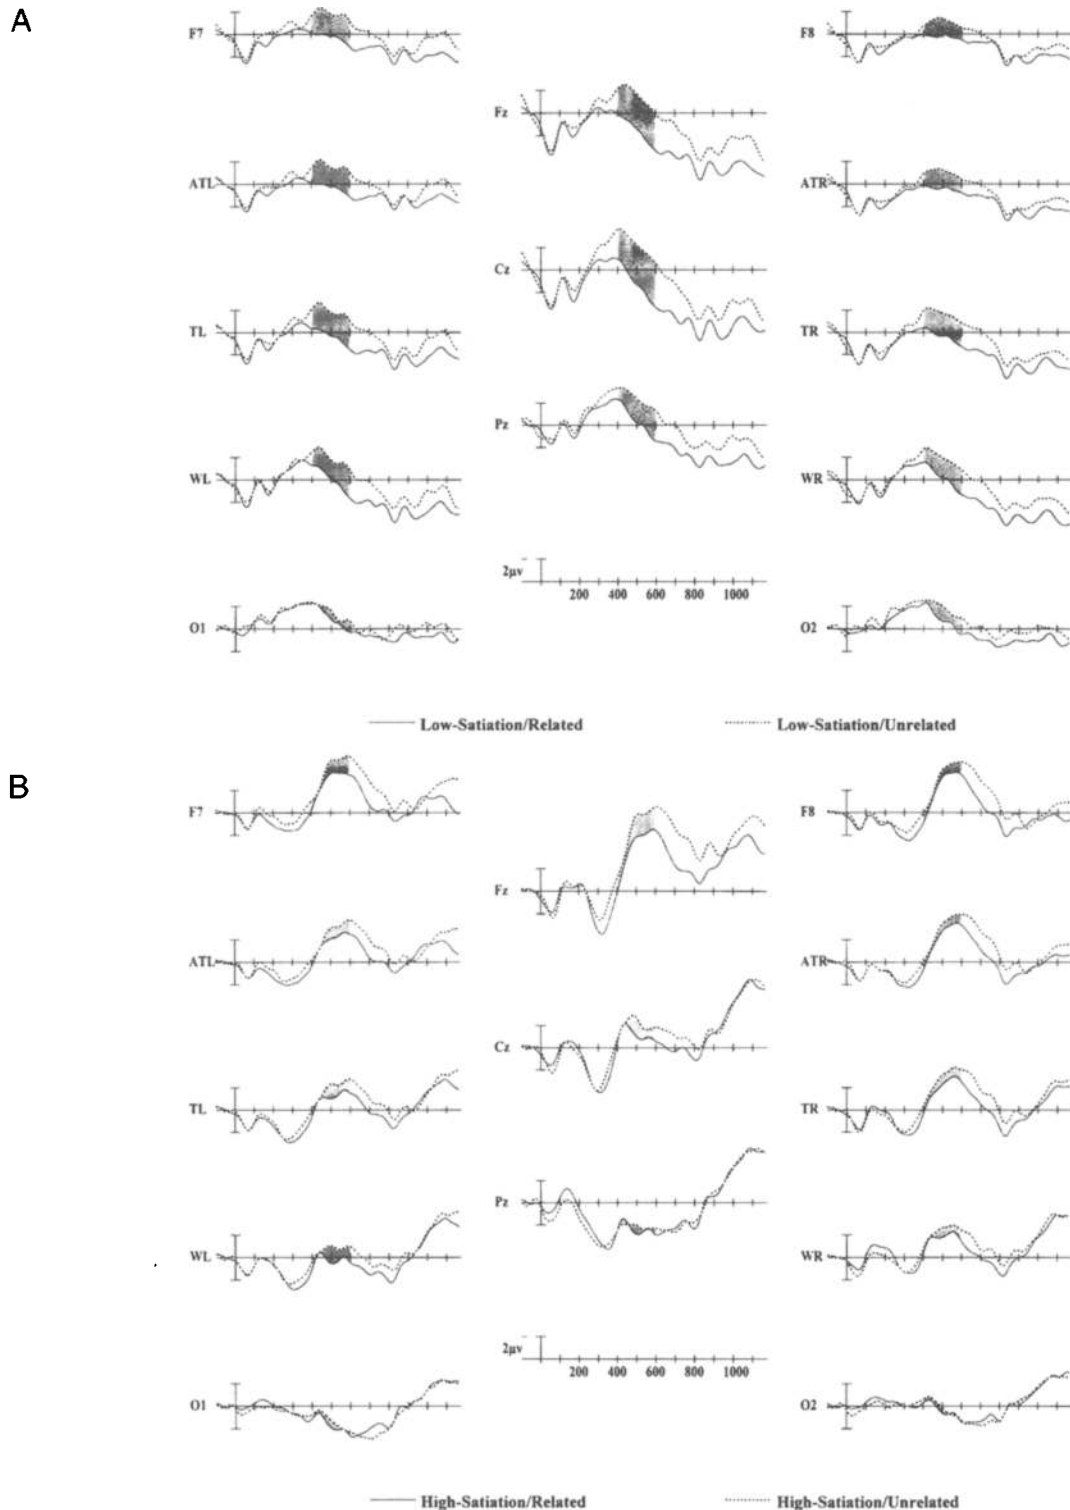 A
F7
F8
Fz
ATL
ATR
Cz
TL
TR
Pz
WL
WR
2μv
200 400 600 800 1000
O1
O2
Low-Satiation/Related
Low-Satiation/Unrelated
B
F7
F8
Fz
ATL
ATR
Cz
TL
TR
Pz
WL
WR
2μv
200 400 600 800 1000
O1
O2
High-Satiation/Related
High-Satiation/Unrelated